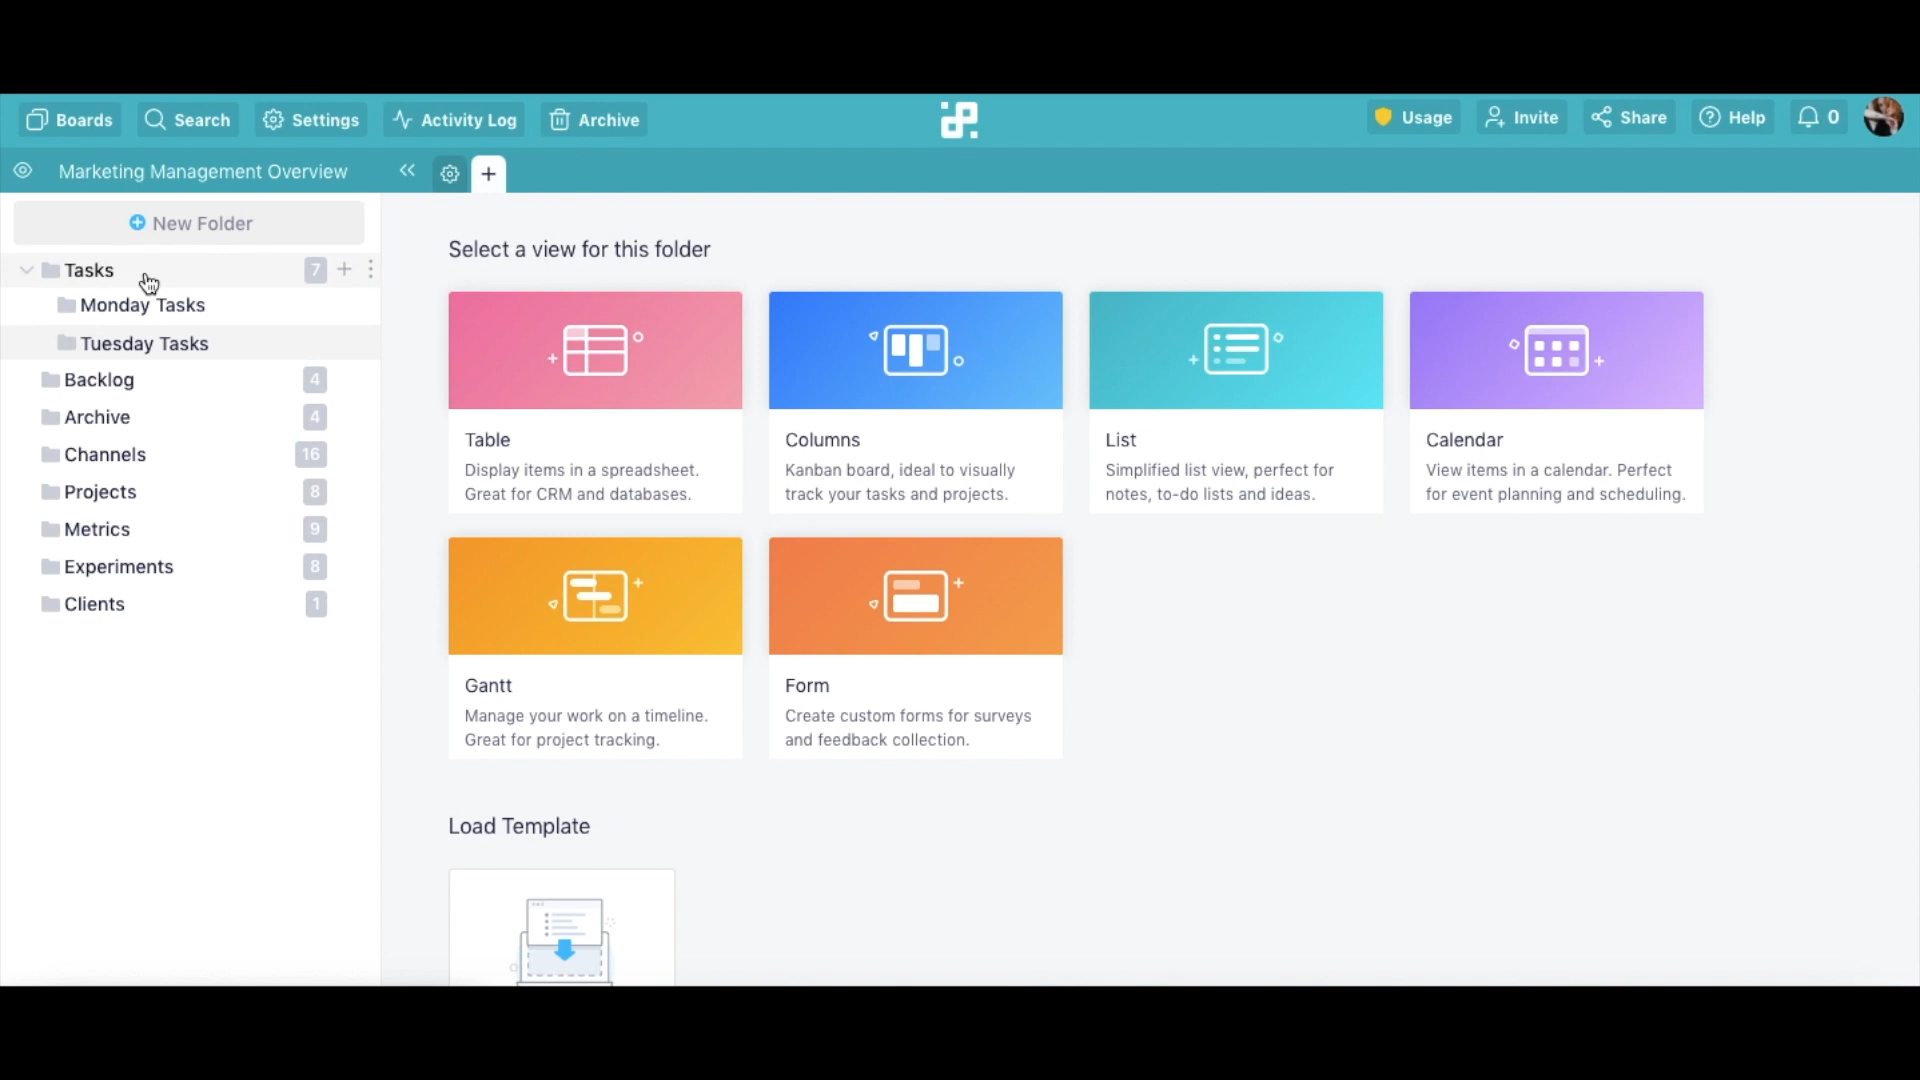 Boards
Search
Settings
Activity Log
Archive
Usage
Invite
Share
Help
0
Marketing Management Overview
New Folder
Tasks 7
Monday Tasks
Tuesday Tasks
Backlog 4
Archive 4
Channels 16
Projects 8
Metrics 9
Experiments 8
Clients 1
Select a view for this folder
Table
Display items in a spreadsheet.
Great for CRM and databases.
Columns
Kanban board, ideal to visually
track your tasks and projects.
List
Simplified list view, perfect for
notes, to-do lists and ideas.
Calendar
View items in a calendar. Perfect
for event planning and scheduling.
Gantt
Manage your work on a timeline.
Great for project tracking.
Form
Create custom forms for surveys
and feedback collection.
Load Template